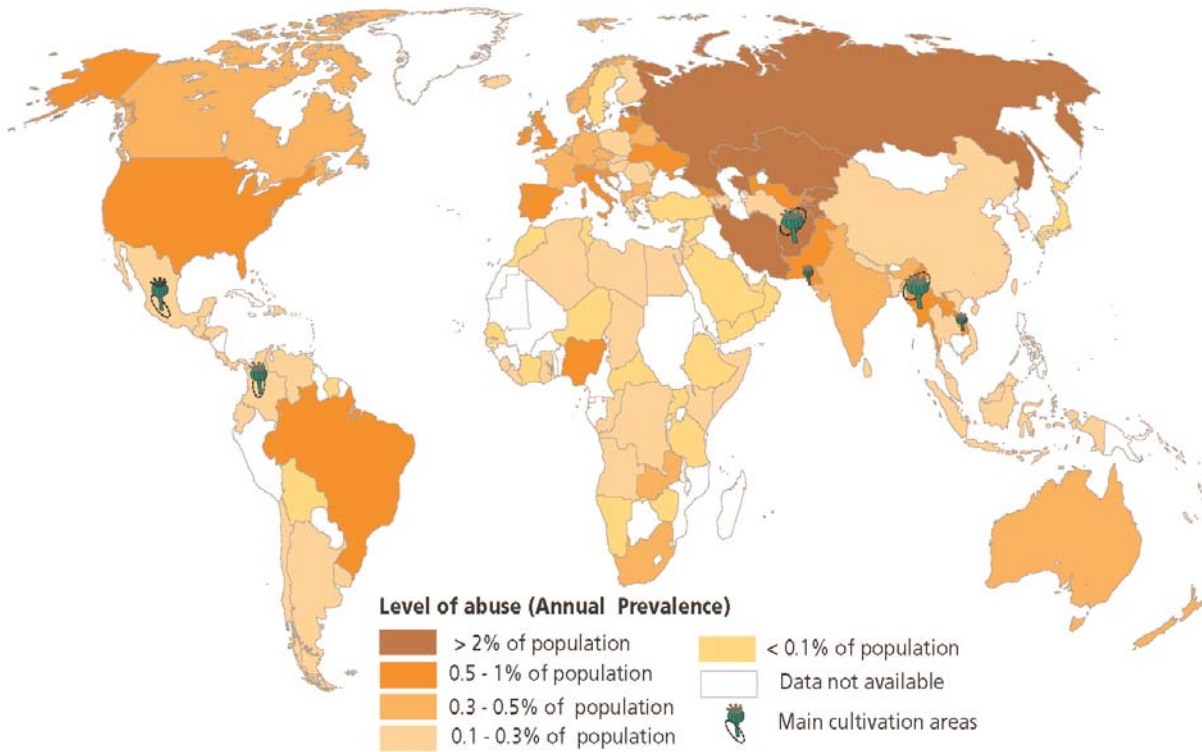 Level of abuse (Annual Prevalence)
> 2% of population
0.5 - 1% of population
0.3 - 0.5% of population
0.1 - 0.3% of population
< 0.1% of population
Data not available
Main cultivation areas